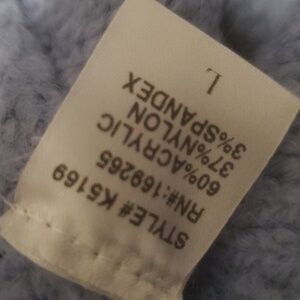 L
60%ACRYLIC
37%NYLON
3%SPANDEX
RN#:169265
STYLE# K5169